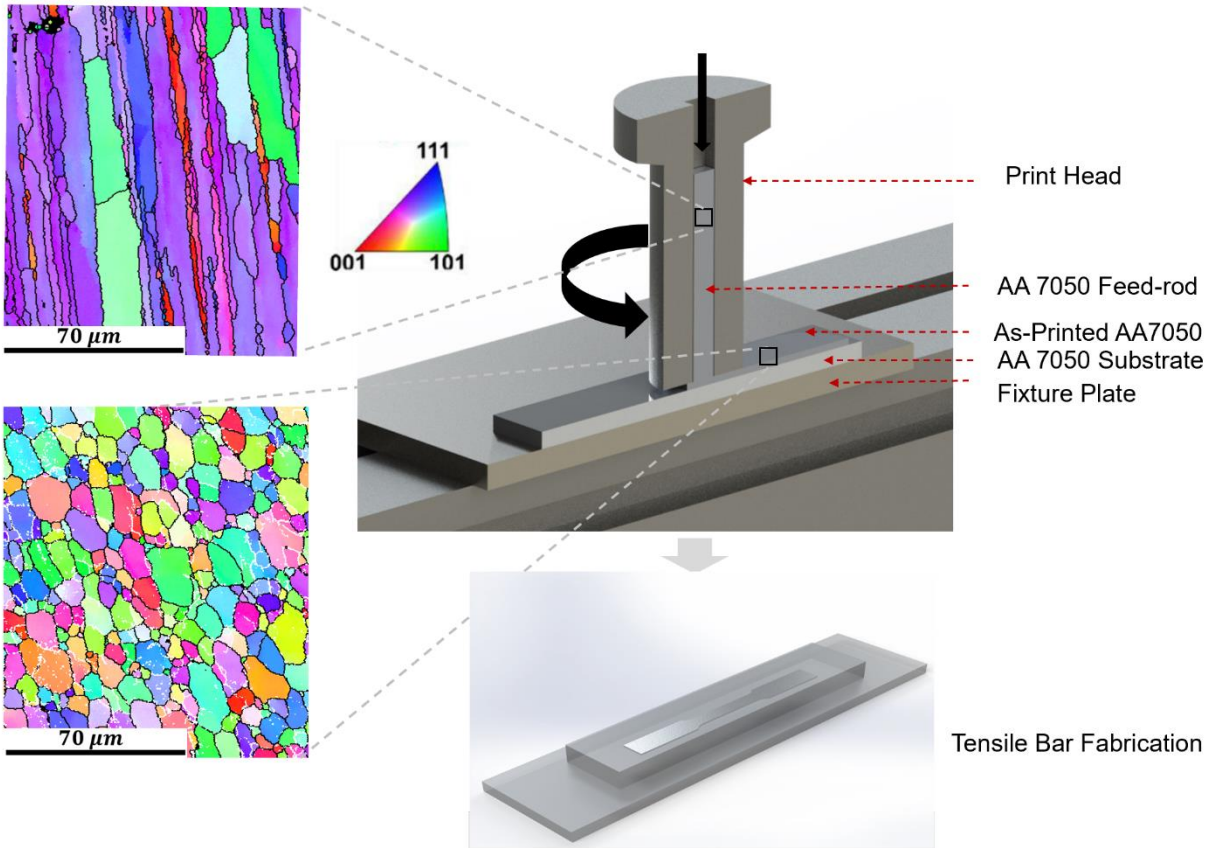 111
001
101
70 µm
70 µm
Print Head
AA 7050 Feed-rod
As-Printed AA7050
AA 7050 Substrate
Fixture Plate
Tensile Bar Fabrication